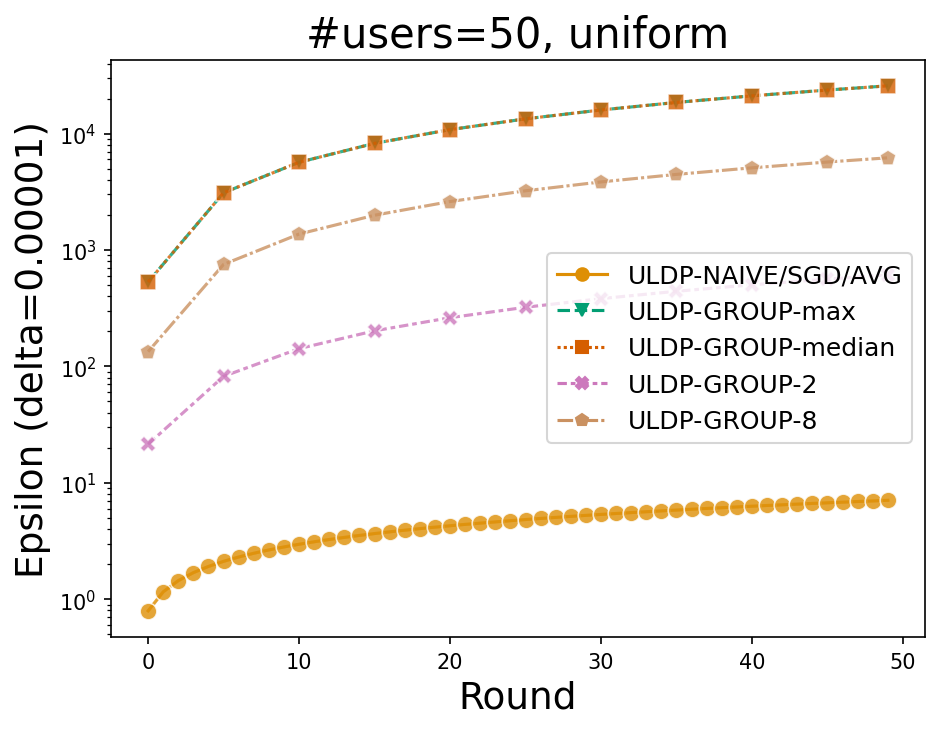 #users=50, uniform
Epsilon (delta=0.00001)
10^4
10^3
10^2
10^1
10^0
ULDP-NAIVE/SGD/AVG
ULDP-GROUP-max
ULDP-GROUP-median
ULDP-GROUP-2
ULDP-GROUP-8
0 10 20 30 40 50
Round